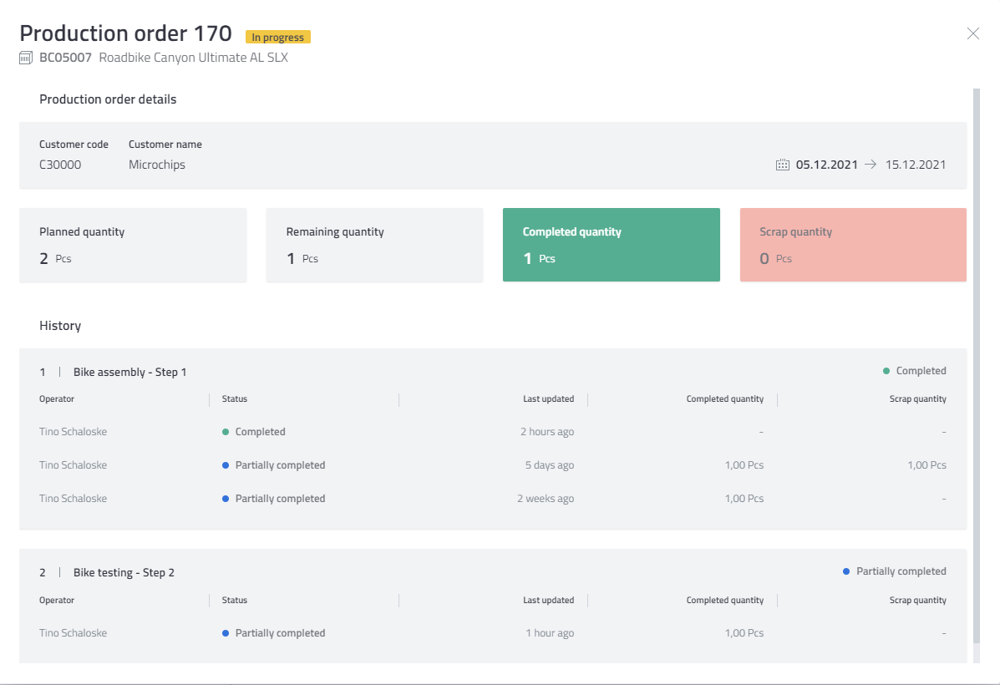 Production order 170 In progress
BC05007 Roadbike Canyon Ultimate AL SLX
Production order details
Customer code Customer name
C30000 Microchips 05.12.2021 → 15.12.2021
Planned quantity Remaining quantity Completed quantity Scrap quantity
2 Pcs 1 Pcs 1 Pcs 0 Pcs
History
1 | Bike assembly - Step 1 Completed
Operator Status Last updated Completed quantity Scrap quantity
Tino Schaloske Completed 2 hours ago - -
Tino Schaloske Partially completed 5 days ago 1,00 Pcs 1,00 Pcs
Tino Schaloske Partially completed 2 weeks ago 1,00 Pcs -
2 | Bike testing - Step 2 Partially completed
Operator Status Last updated Completed quantity Scrap quantity
Tino Schaloske Partially completed 1 hour ago 1,00 Pcs -